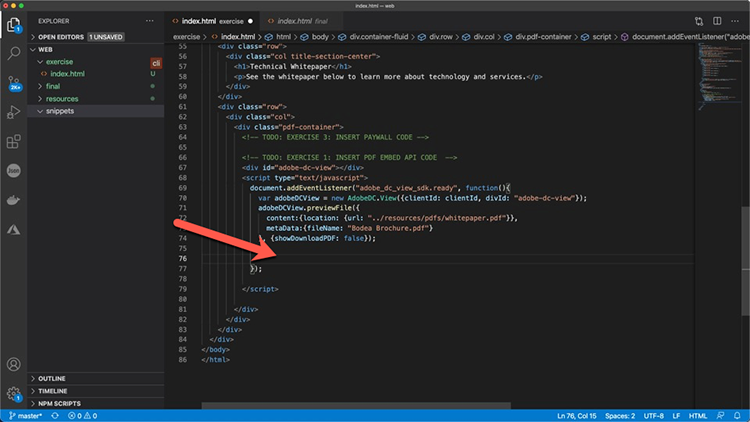 index.html — web
EXPLORER
OPEN EDITORS 1 UNSAVED
WEB
exercise
cli
index.html U
final
resources
snippets
OUTLINE
TIMELINE
NPM SCRIPTS
2K+
Json
index.html exercise
index.html final
exercise > index.html > html > body > div.container-fluid > div.row > div.col > div.pdf-container > script > document.addEventListener("adobe
55 <div class="row">
56 <div class="col title-section-center">
57 <h1>Technical Whitepaper</h1>
58 <p>See the whitepaper below to learn more about technology and services.</p>
59 </div>
60 </div>
61 <div class="row">
62 <div class="col">
63 <div class="pdf-container">
64 <!-- TODO: EXERCISE 3: INSERT PAYWALL CODE -->
65
66 <!-- TODO: EXERCISE 1: INSERT PDF EMBED API CODE -->
67 <div id="adobe-dc-view"></div>
68 <script type="text/javascript">
69 document.addEventListener("adobe_dc_view_sdk.ready", function(){
70 var adobeDCView = new AdobeDC.View({clientId: clientId, divId: "adobe-dc-view"});
71 adobeDCView.previewFile({
72 content:{location: {url: "../resources/pdfs/whitepaper.pdf"}},
metaData:{fileName: "Bodea Brochure.pdf"}
74 }, {showDownloadPDF: false});
75
76
77 });
78
79 </script>
80
81 </div>
82 </div>
83 </div>
84 </div>
85 </body>
86 </html>
master* 0 0 Ln 76, Col 15 Spaces: 2 UTF-8 LF HTML